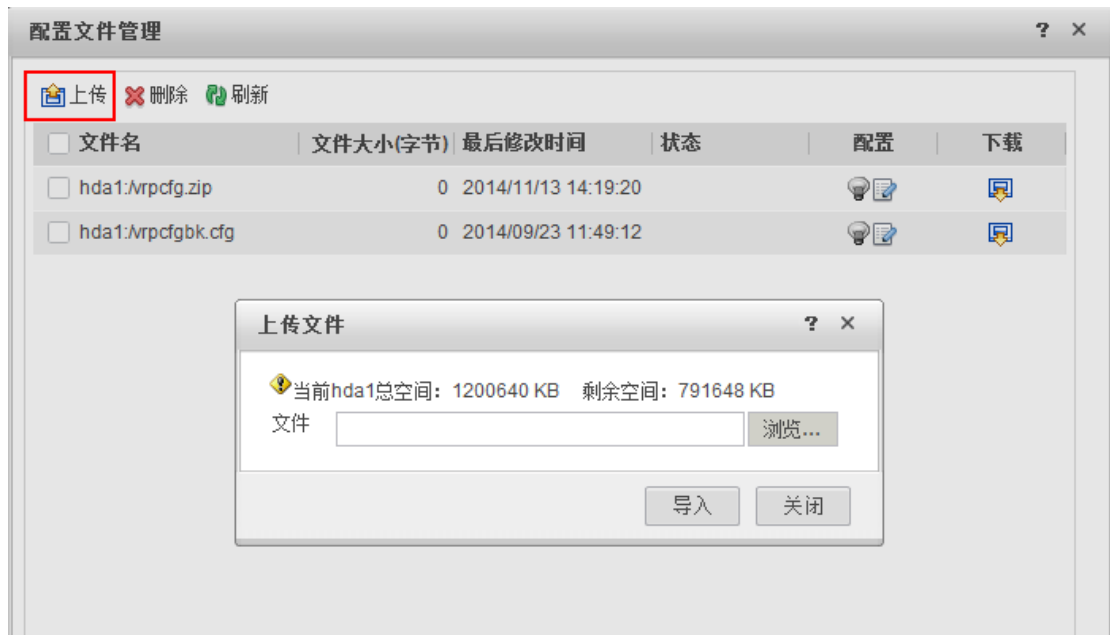 配置文件管理 ? ×
上传 删除 刷新
文件名 文件大小(字节) 最后修改时间 状态 配置 下载
hda1:/vrpcfg.zip 0 2014/11/13 14:19:20
hda1:/vrpcfgbk.cfg 0 2014/09/23 11:49:12
上传文件 ? ×
当前hda1总空间：1200640 KB 剩余空间：791648 KB
文件 浏览...
导入 关闭